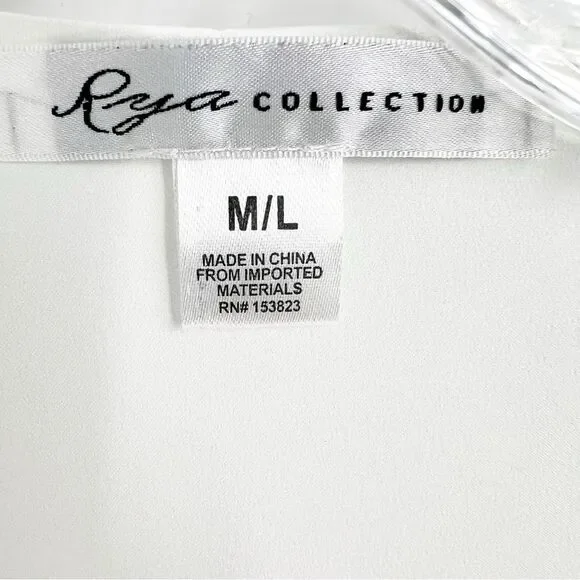 Rya COLLECTION
M/L
MADE IN CHINA
FROM IMPORTED
MATERIALS
RN# 153823